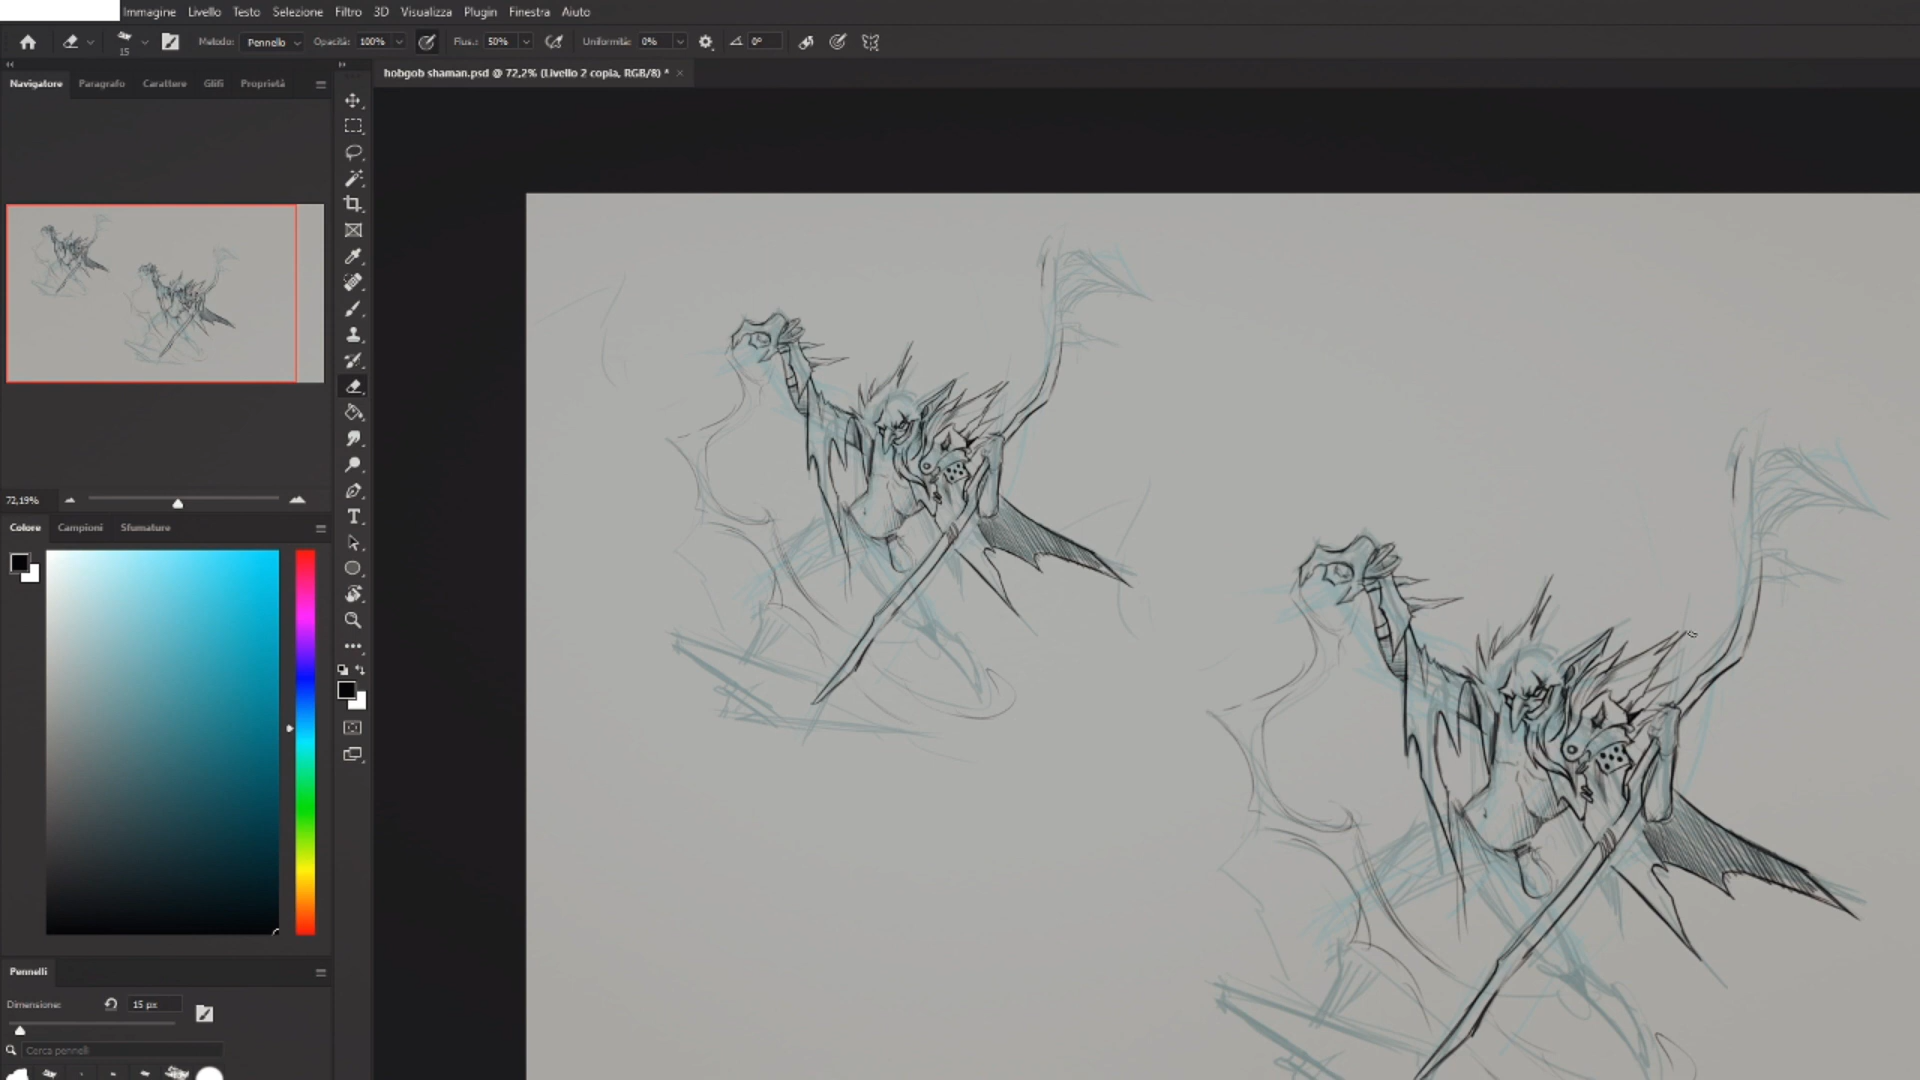 Immagine Livello Testo Selezione Filtro 3D Visualizza Plugin Finestra Aiuto
15 Metodo: Pennello Opacità: 100% Flus.: 50% Uniformità: 0% 0°
Navigatore Paragrafo Carattere Glifi Proprietà
hobgob shaman.psd @ 72,2% (Livello 2 copia, RGB/8) *
72,19%
Colore Campioni Sfumature
Pennelli
Dimensione: 15 px
Cerca pennelli